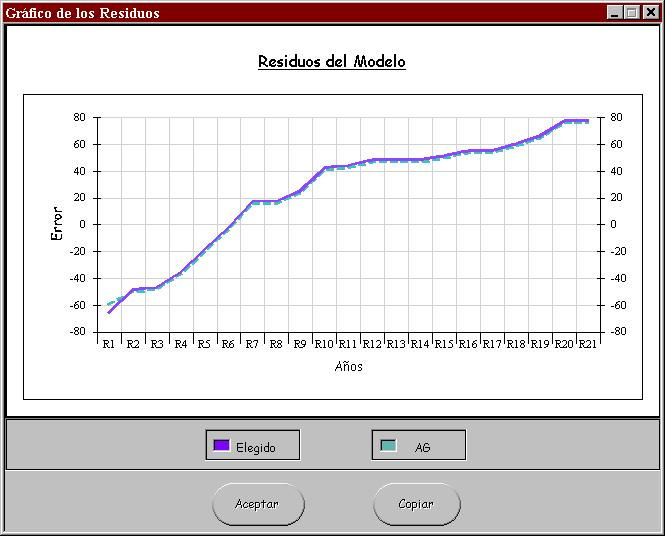 Gráfico de los Residuos
Residuos del Modelo
80 80
60 60
40 40
20 20
0 0
-20 -20
-40 -40
-60 -60
-80 -80
Error
R1 R2 R3 R4 R5 R6 R7 R8 R9 R10 R11 R12 R13 R14 R15 R16 R17 R18 R19 R20 R21
Años
Elegido AG
Aceptar Copiar